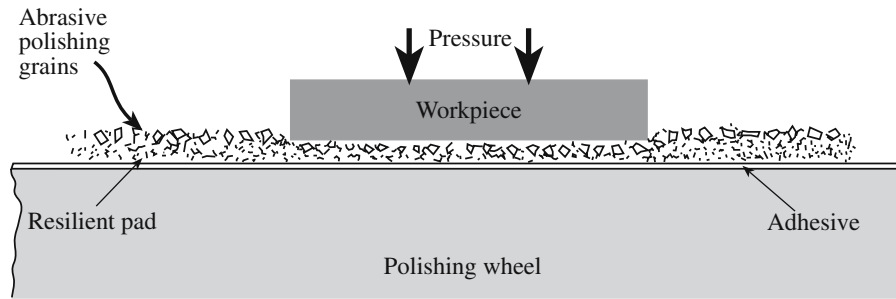 Abrasive
polishing
grains
Pressure
Workpiece
Resilient pad
Adhesive
Polishing wheel